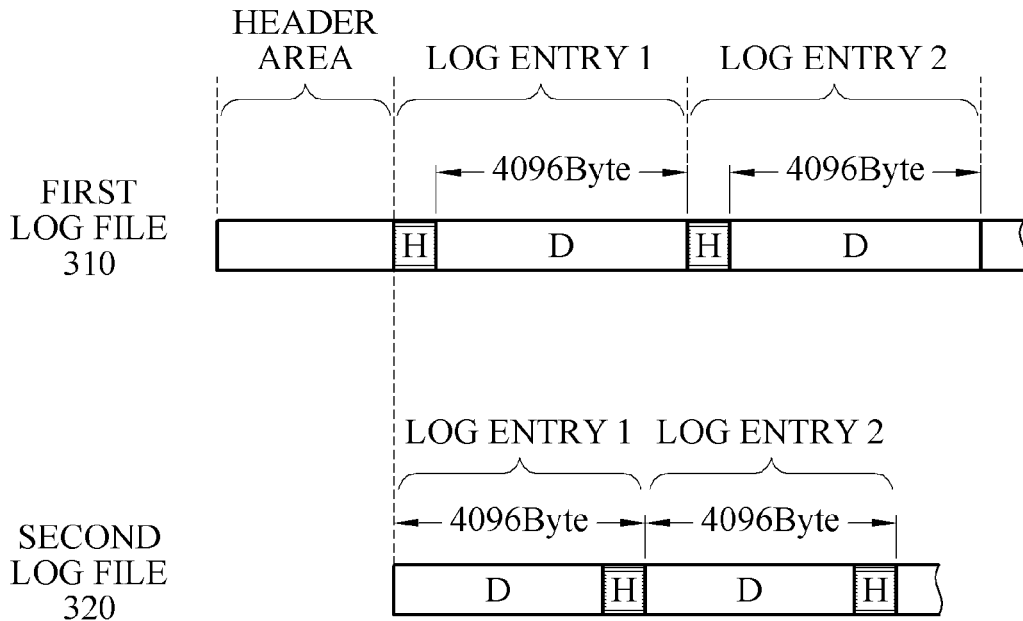 HEADER
AREA
LOG ENTRY 1
LOG ENTRY 2
4096Byte
4096Byte
FIRST
LOG FILE
310
H
D
H
D
LOG ENTRY 1
LOG ENTRY 2
4096Byte
4096Byte
SECOND
LOG FILE
320
D
H
D
H